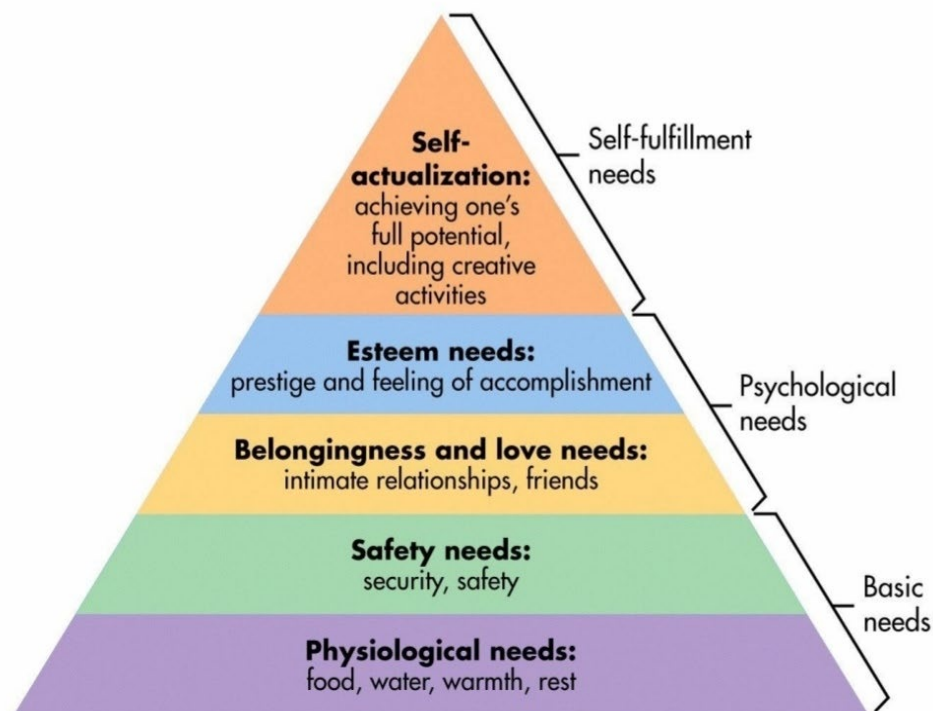 Self-
actualization:
achieving one's
full potential,
including creative
activities
Self-fulfillment
needs
Esteem needs:
prestige and feeling of accomplishment
Psychological
needs
Belongingness and love needs:
intimate relationships, friends
Safety needs:
security, safety
Basic
needs
Physiological needs:
food, water, warmth, rest